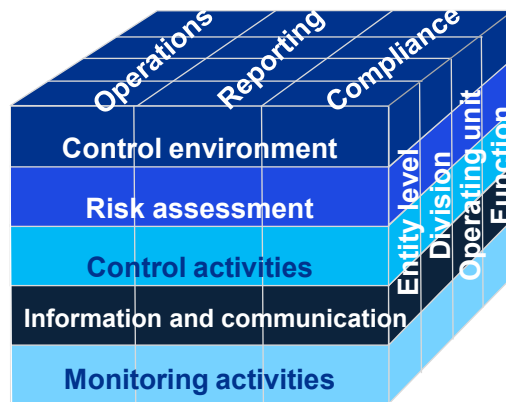 Operations
Reporting
Compliance
Control environment
Risk assessment
Control activities
Information and communication
Monitoring activities
Entity level
Division
Operating unit
Function